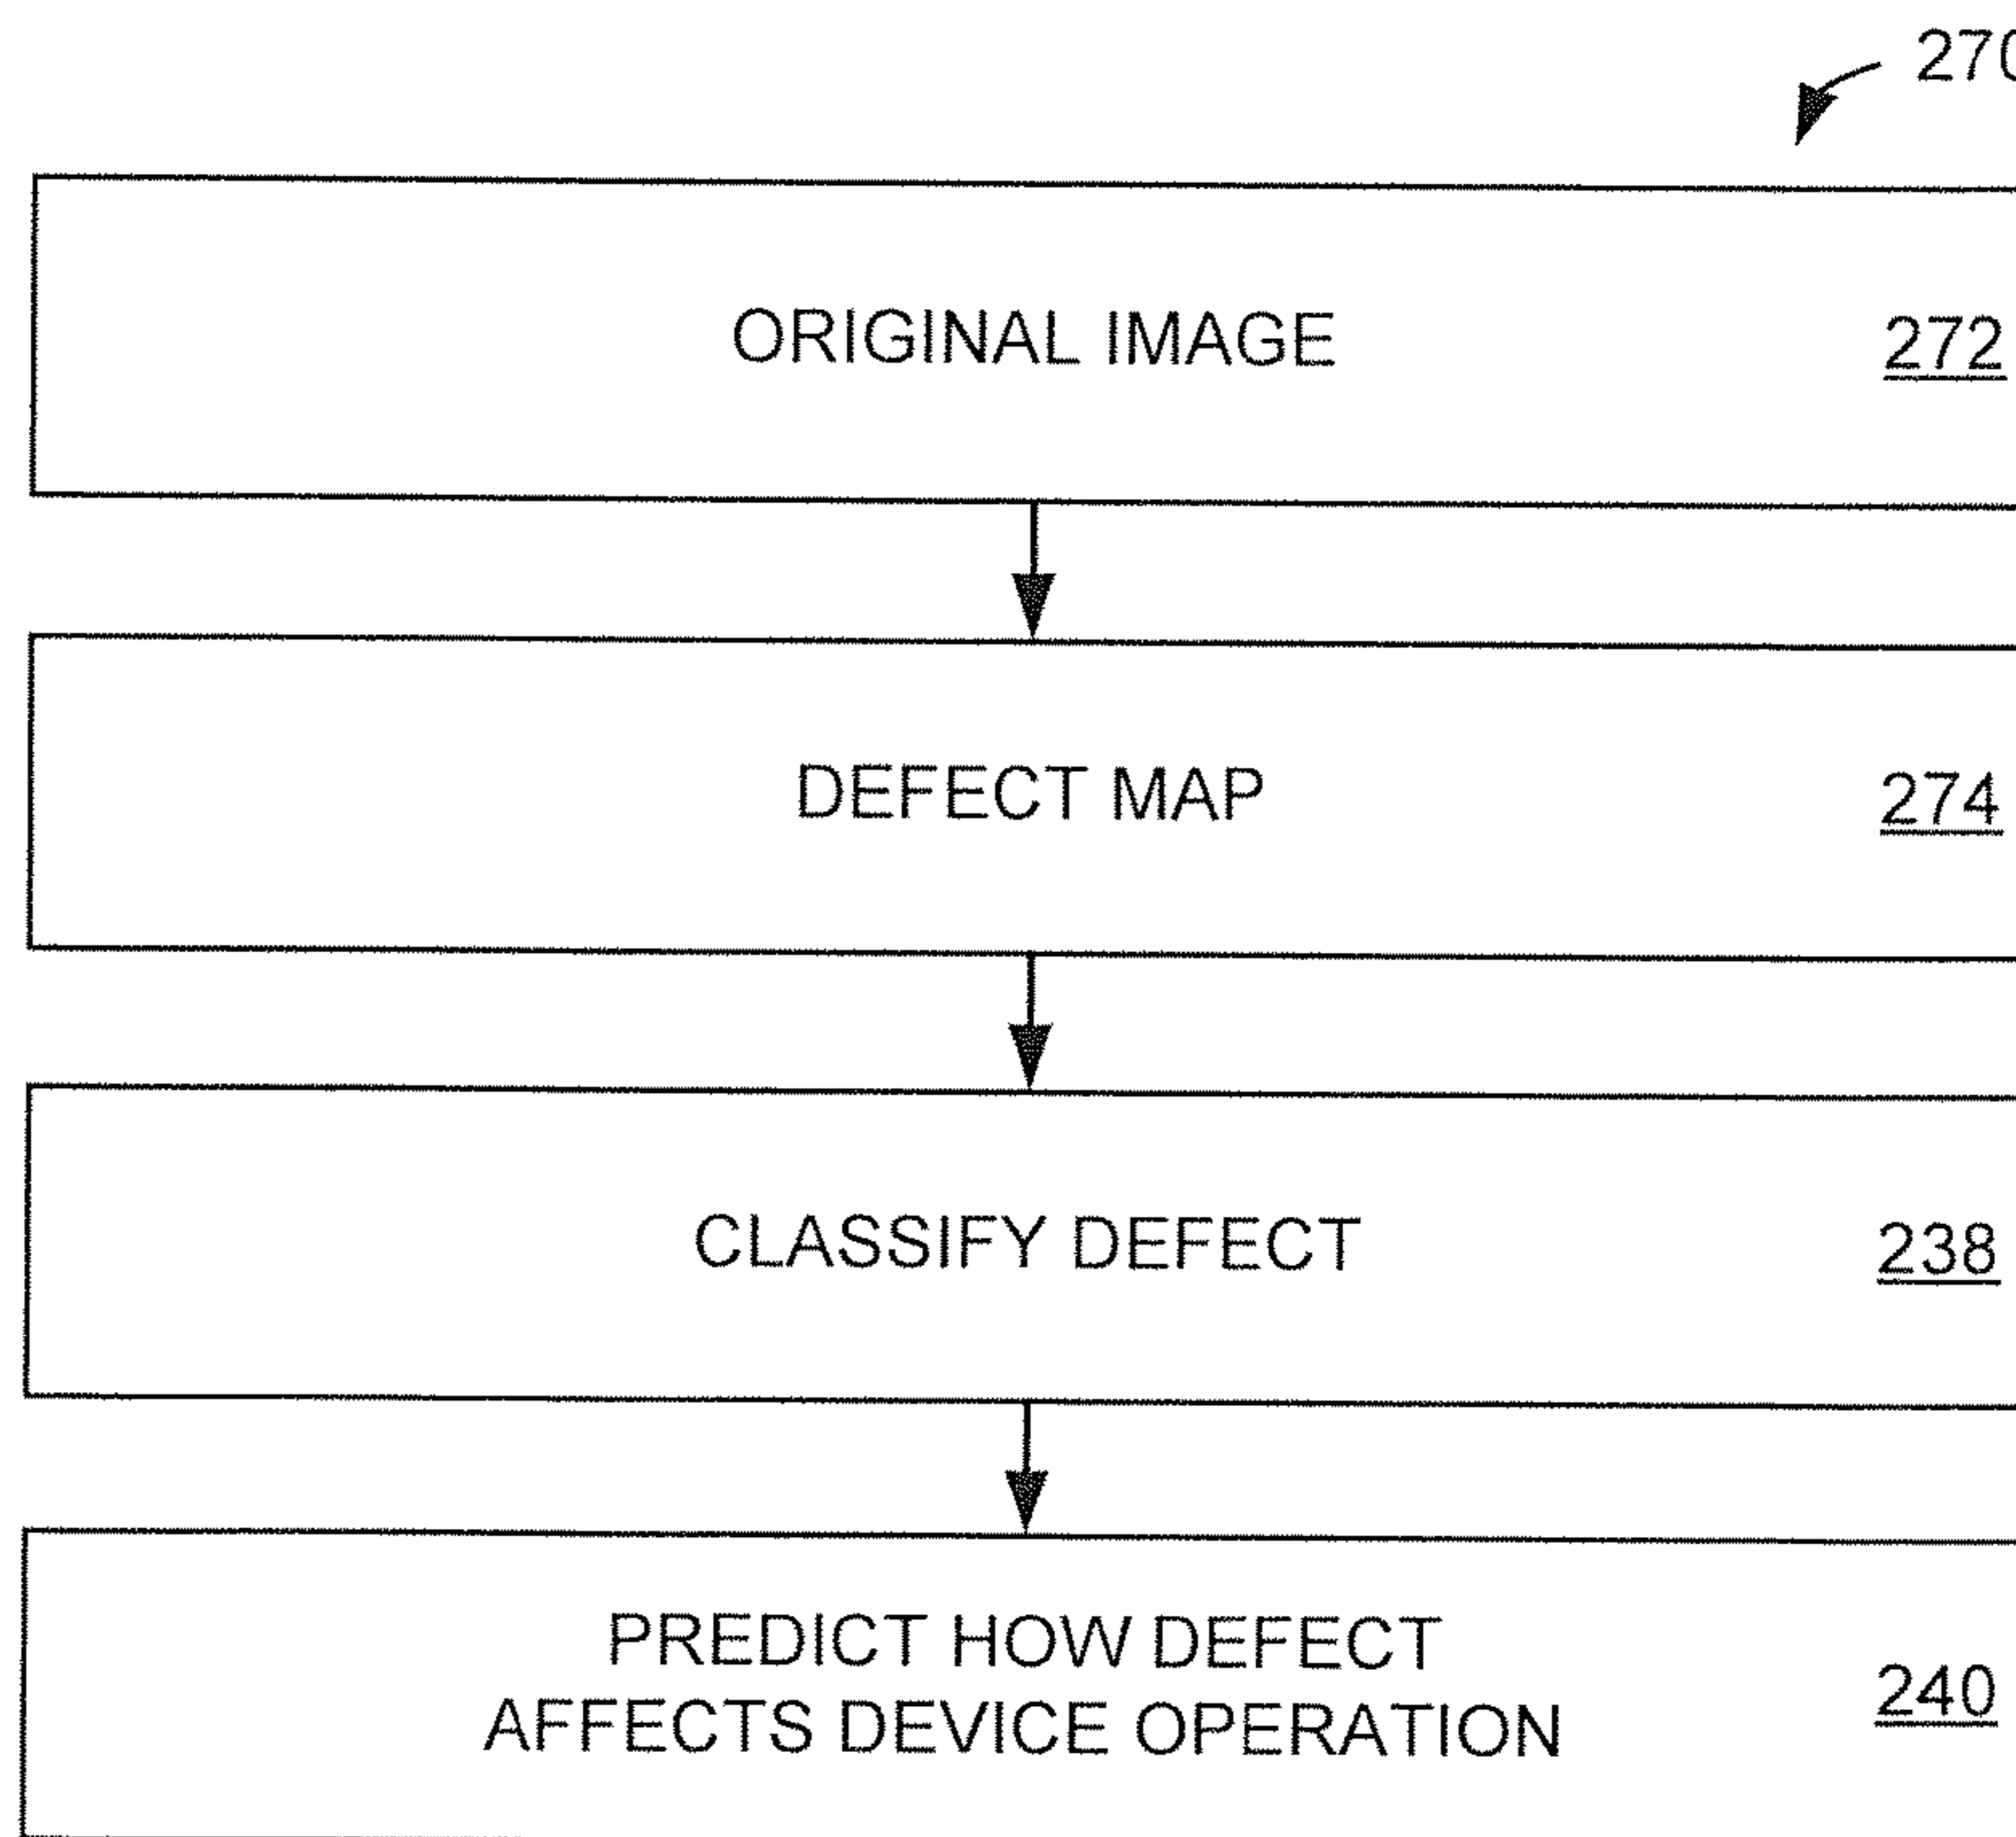 270
ORIGINAL IMAGE 272
DEFECT MAP 274
CLASSIFY DEFECT 238
PREDICT HOW DEFECT
AFFECTS DEVICE OPERATION 240